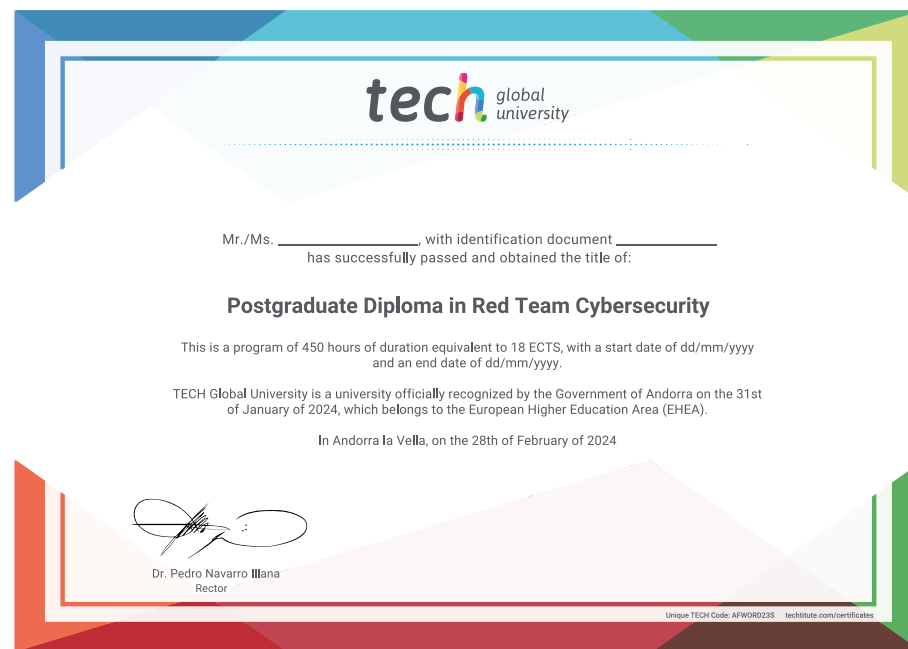 tech global university
Mr./Ms. ________________, with identification document ____________
has successfully passed and obtained the title of:
Postgraduate Diploma in Red Team Cybersecurity
This is a program of 450 hours of duration equivalent to 18 ECTS, with a start date of dd/mm/yyyy
and an end date of dd/mm/yyyy.
TECH Global University is a university officially recognized by the Government of Andorra on the 31st
of January of 2024, which belongs to the European Higher Education Area (EHEA).
In Andorra la Vella, on the 28th of February of 2024
Dr. Pedro Navarro Illana
Rector
Unique TECH Code: AFWORD23S techtitute.com/certificates